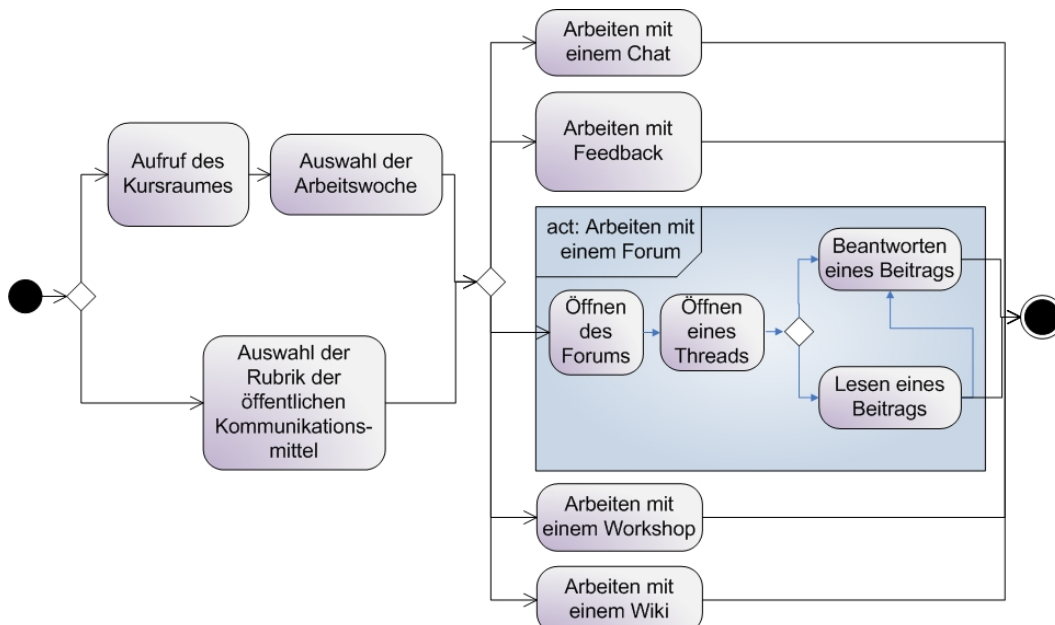 Aufruf des
Kursraumes
Auswahl der
Arbeitswoche
Auswahl der
Rubrik der
öffentlichen
Kommunikations-
mittel
Arbeiten mit
einem Chat
Arbeiten mit
Feedback
act: Arbeiten mit
einem Forum
Öffnen
des
Forums
Öffnen
eines
Threads
Beantworten
eines Beitrags
Lesen eines
Beitrags
Arbeiten mit
einem Workshop
Arbeiten mit
einem Wiki